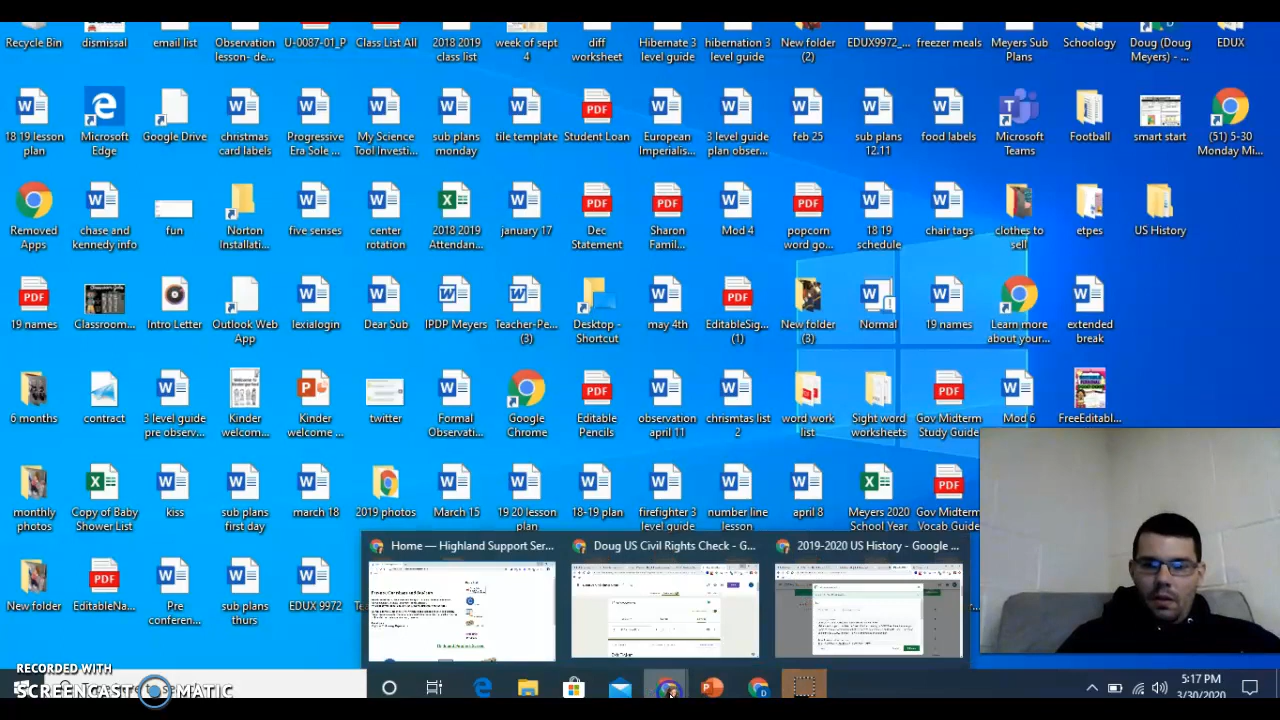 Recycle Bin
dismissal
email list
Observation
lesson- de...
U-0087-01_P
Class List All
2018 2019
class list
week of sept
4
diff
worksheet
Hibernate 3
level guide
hibernation 3
level guide
New folder
(2)
EDUX9972_...
freezer meals
Meyers Sub
Plans
Schoology
Doug (Doug
Meyers) - ...
EDUX
18 19 lesson
plan
Microsoft
Edge
Google Drive
christmas
card labels
Progressive
Era Sole ...
My Science
Tool Investi...
sub plans
monday
tile template
Student Loan
European
Imperialis...
3 level guide
plan obser...
feb 25
sub plans
12.11
food labels
Microsoft
Teams
Football
smart start
(51) 5-30
Monday Mi...
Removed
Apps
chase and
kennedy info
fun
Norton
Installati...
five senses
center
rotation
2018 2019
Attendan...
january 17
Dec
Statement
Sharon
Famil...
Mod 4
popcorn
word go...
18 19
schedule
chair tags
clothes to
sell
etpes
US History
19 names
Classroom...
Intro Letter
Outlook Web
App
lexialogin
Dear Sub
IPDP Meyers
Teacher-Pe...
(3)
Desktop -
Shortcut
may 4th
EditableSig...
(1)
New folder
(3)
Normal
19 names
Learn more
about your...
extended
break
6 months
contract
3 level guide
pre observ...
Kinder
welcom...
Kinder
welcome ...
twitter
Formal
Observati...
Google
Chrome
Editable
Pencils
observation
april 11
chrismtas list
2
word work
list
Sight word
worksheets
Gov Midterm
Study Guide
Mod 6
FreeEditabl...
monthly
photos
Copy of Baby
Shower List
kiss
sub plans
first day
march 18
2019 photos
March 15
19 20 lesson
plan
18-19 plan
firefighter 3
level guide
number line
lesson
april 8
Meyers 2020
School Year
Gov Midterm
Vocab Guide
New folder
EditableNa...
Pre
conferen...
sub plans
thurs
EDUX 9972
Home — Highland Support Ser...
Doug US Civil Rights Check - G...
2019-2020 US History - Google ...
RECORDED WITH
SCREENCAST MATIC
5:17 PM
3/30/2020